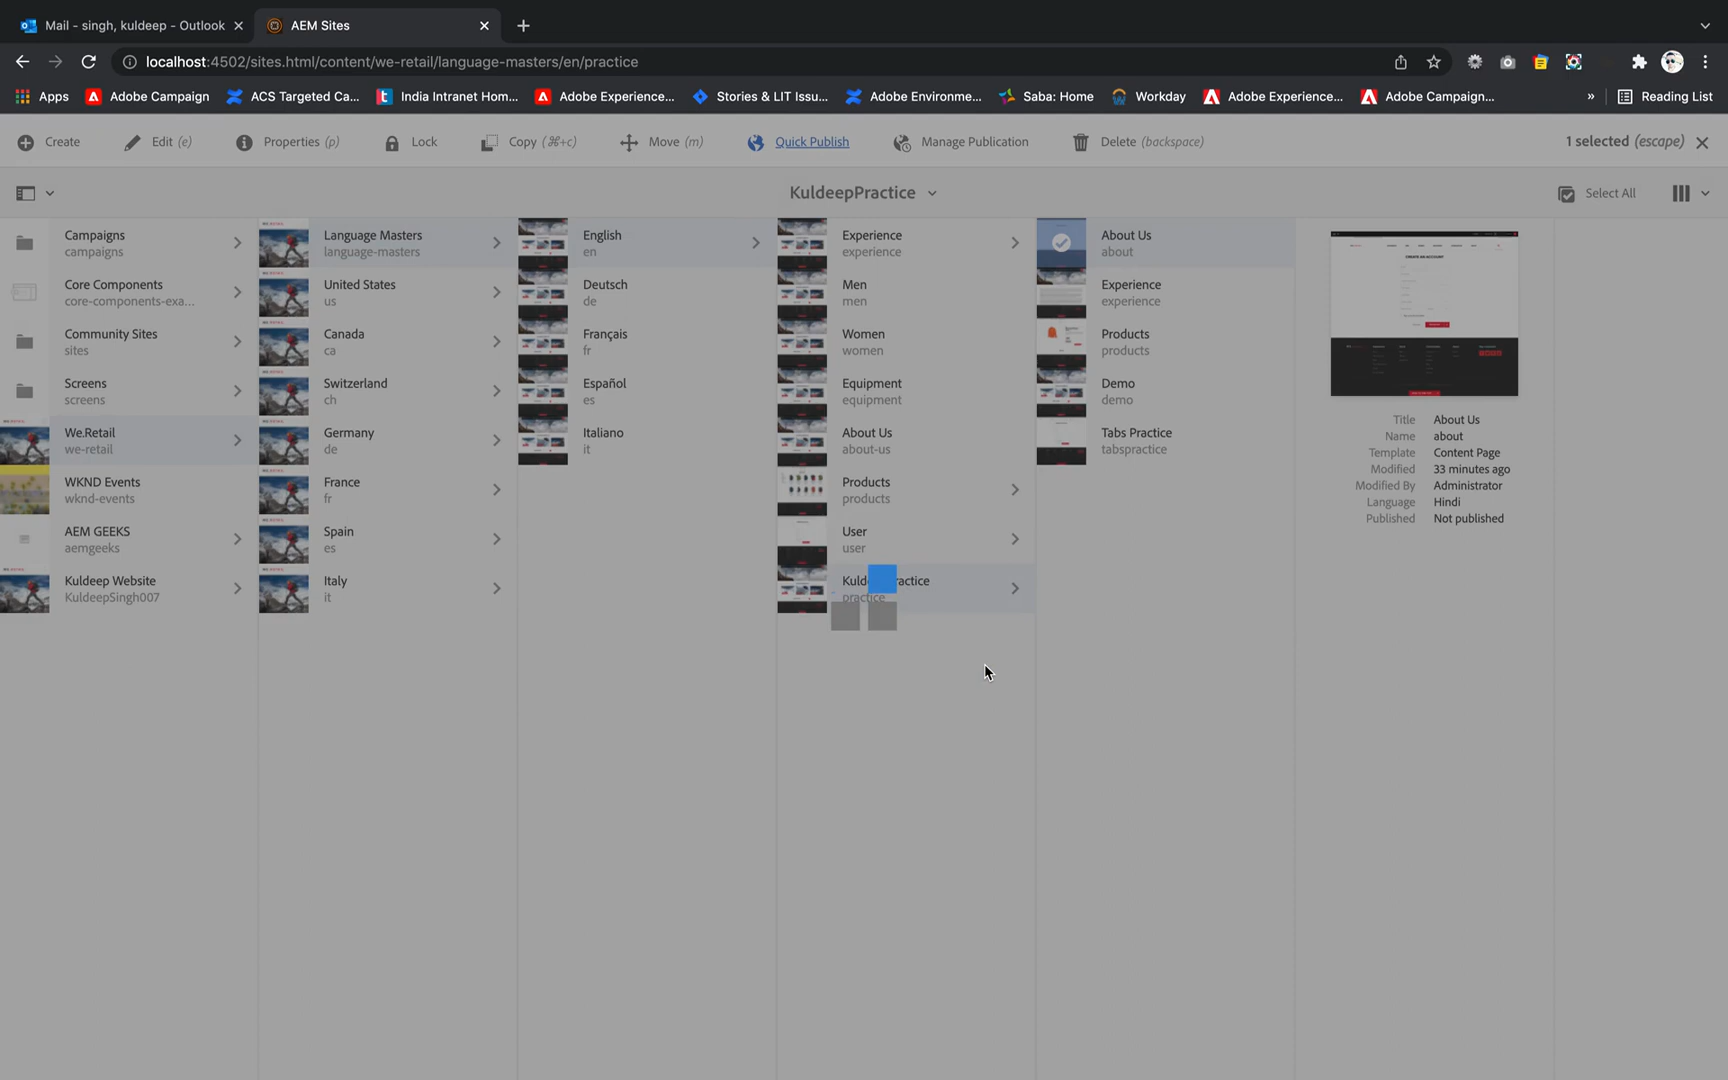 Mail - singh, kuldeep - Outlook
AEM Sites
localhost:4502/sites.html/content/we-retail/language-masters/en/practice
Apps
Adobe Campaign
ACS Targeted Ca...
India Intranet Hom...
Adobe Experience...
Stories & LIT Issu...
Adobe Environme...
Saba: Home
Workday
Adobe Experience...
Adobe Campaign...
»
Reading List
Create
Edit (e)
Properties (p)
Lock
Copy (⌘+c)
Move (m)
Quick Publish
Manage Publication
Delete (backspace)
1 selected (escape)
KuldeepPractice
Select All
Campaigns
campaigns
Core Components
core-components-exa...
Community Sites
sites
Screens
screens
We.Retail
we-retail
WKND Events
wknd-events
AEM GEEKS
aemgeeks
Kuldeep Website
KuldeepSingh007
Language Masters
language-masters
United States
us
Canada
ca
Switzerland
ch
Germany
de
France
fr
Spain
es
Italy
it
English
en
Deutsch
de
Français
fr
Español
es
Italiano
it
Experience
experience
Men
men
Women
women
Equipment
equipment
About Us
about-us
Products
products
User
user
practice
About Us
about
Experience
experience
Products
products
Demo
demo
Tabs Practice
tabspractice
CREATE AN ACCOUNT
Title About Us
Name about
Template Content Page
Modified 33 minutes ago
Modified By Administrator
Language Hindi
Published Not published